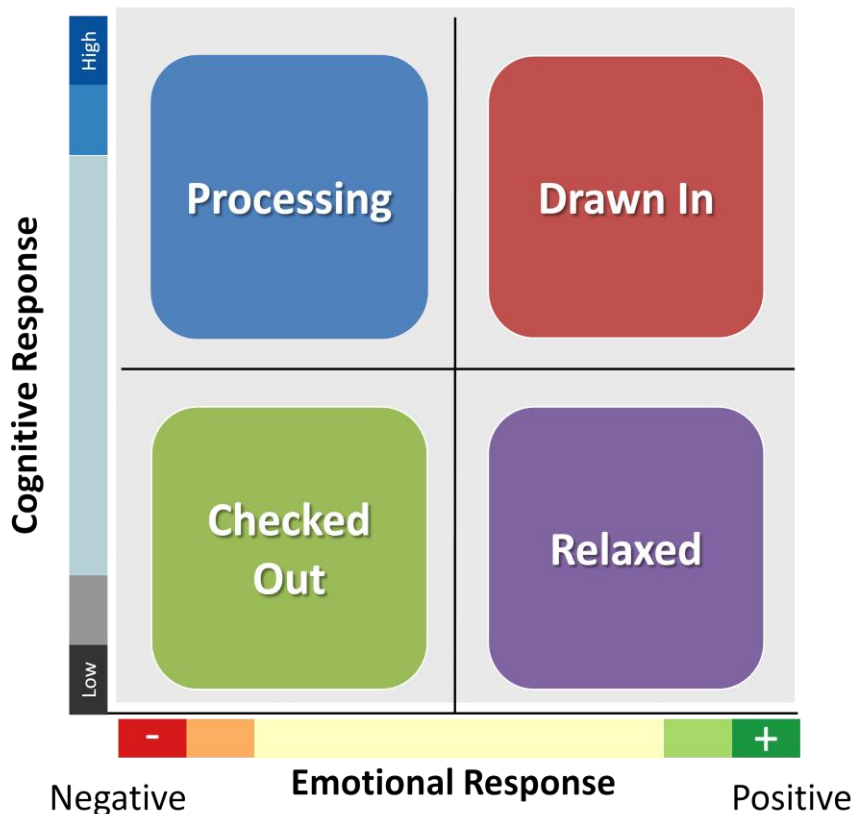 High
Processing
Drawn In
Cognitive Response
Checked
Out
Relaxed
Low
-
+
Negative
Emotional Response
Positive